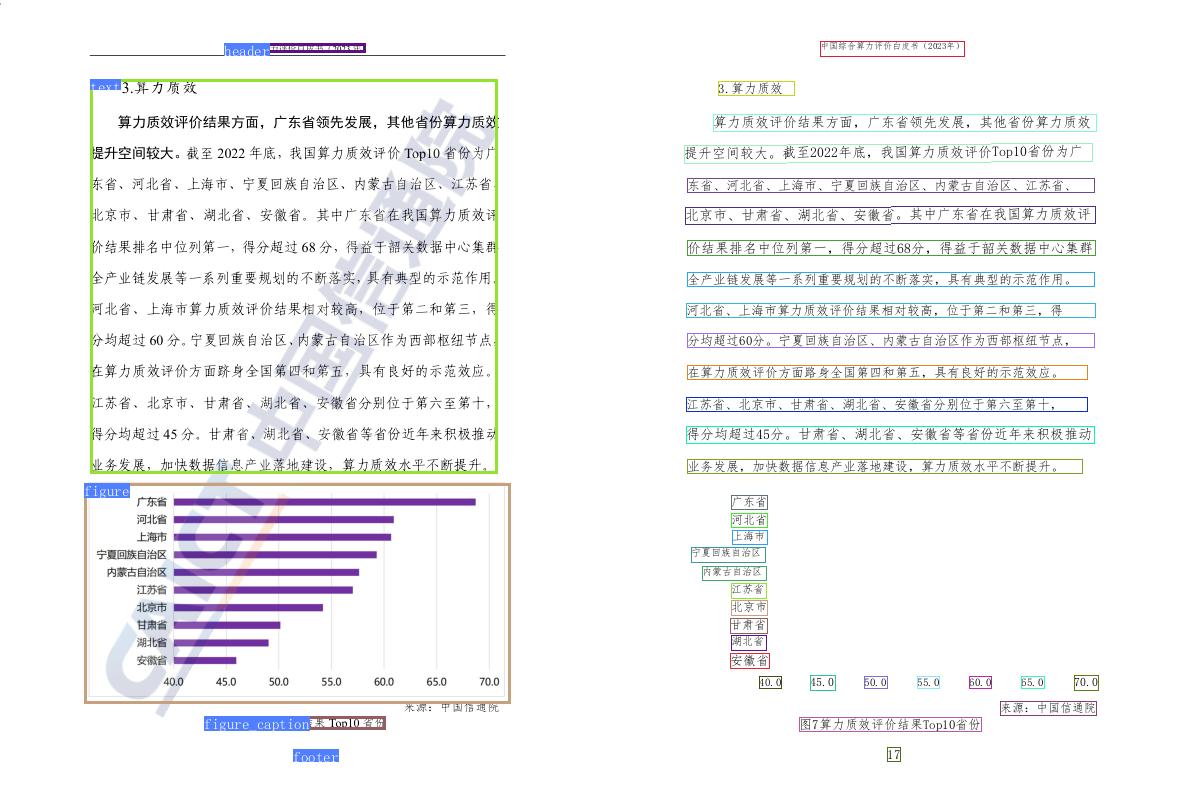 header
text 3.算力质效
算力质效评价结果方面，广东省领先发展，其他省份算力质效
提升空间较大。截至 2022 年底，我国算力质效评价 Top10 省份为广
东省、河北省、上海市、宁夏回族自治区、内蒙古自治区、江苏省、
北京市、甘肃省、湖北省、安徽省。其中广东省在我国算力质效评
价结果排名中位列第一，得分超过 68 分，得益于韶关数据中心集群
全产业链发展等一系列重要规划的不断落实，具有典型的示范作用。
河北省、上海市算力质效评价结果相对较高，位于第二和第三，得
分均超过 60 分。宁夏回族自治区、内蒙古自治区作为西部枢纽节点，
在算力质效评价方面跻身全国第四和第五，具有良好的示范效应。
江苏省、北京市、甘肃省、湖北省、安徽省分别位于第六至第十，
得分均超过 45 分。甘肃省、湖北省、安徽省等省份近年来积极推动
业务发展，加快数据信息产业落地建设，算力质效水平不断提升。
figure
广东省
河北省
上海市
宁夏回族自治区
内蒙古自治区
江苏省
北京市
甘肃省
湖北省
安徽省
40.0 45.0 50.0 55.0 60.0 65.0 70.0
来源：中国信通院
figure_caption 果 Top10 省份
footer
CAICT 中国信通院
中国综合算力评价白皮书（2023年）
3.算力质效
算力质效评价结果方面，广东省领先发展，其他省份算力质效
提升空间较大。截至2022年底，我国算力质效评价Top10省份为广
东省、河北省、上海市、宁夏回族自治区、内蒙古自治区、江苏省、
北京市、甘肃省、湖北省、安徽省。其中广东省在我国算力质效评
价结果排名中位列第一，得分超过68分，得益于韶关数据中心集群
全产业链发展等一系列重要规划的不断落实，具有典型的示范作用。
河北省、上海市算力质效评价结果相对较高，位于第二和第三，得
分均超过60分。宁夏回族自治区、内蒙古自治区作为西部枢纽节点，
在算力质效评价方面路身全国第四和第五，具有良好的示范效应。
江苏省、北京市、甘肃省、湖北省、安徽省分别位于第六至第十，
得分均超过45分。甘肃省、湖北省、安徽省等省份近年来积极推动
业务发展，加快数据信息产业落地建设，算力质效水平不断提升。
广东省
河北省
上海市
宁夏回族自治区
内蒙古自治区
江苏省
北京市
甘肃省
湖北省
安徽省
40.0 45.0 50.0 55.0 60.0 65.0 70.0
来源：中国信通院
图7算力质效评价结果Top10省份
17